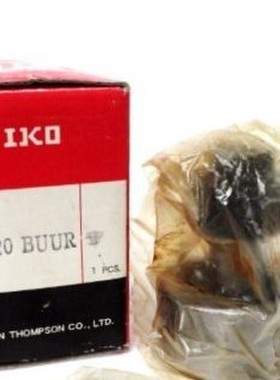 IKO
20 BUUR
1 PCS.
N THOMPSON CO., LTD.